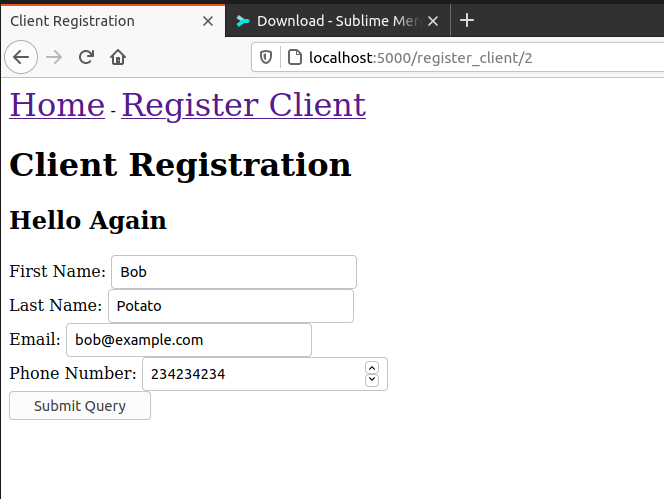 Client Registration
Download - Sublime Mer
localhost:5000/register_client/2
Home - Register Client
Client Registration
Hello Again
First Name: Bob
Last Name: Potato
Email: bob@example.com
Phone Number: 234234234
Submit Query